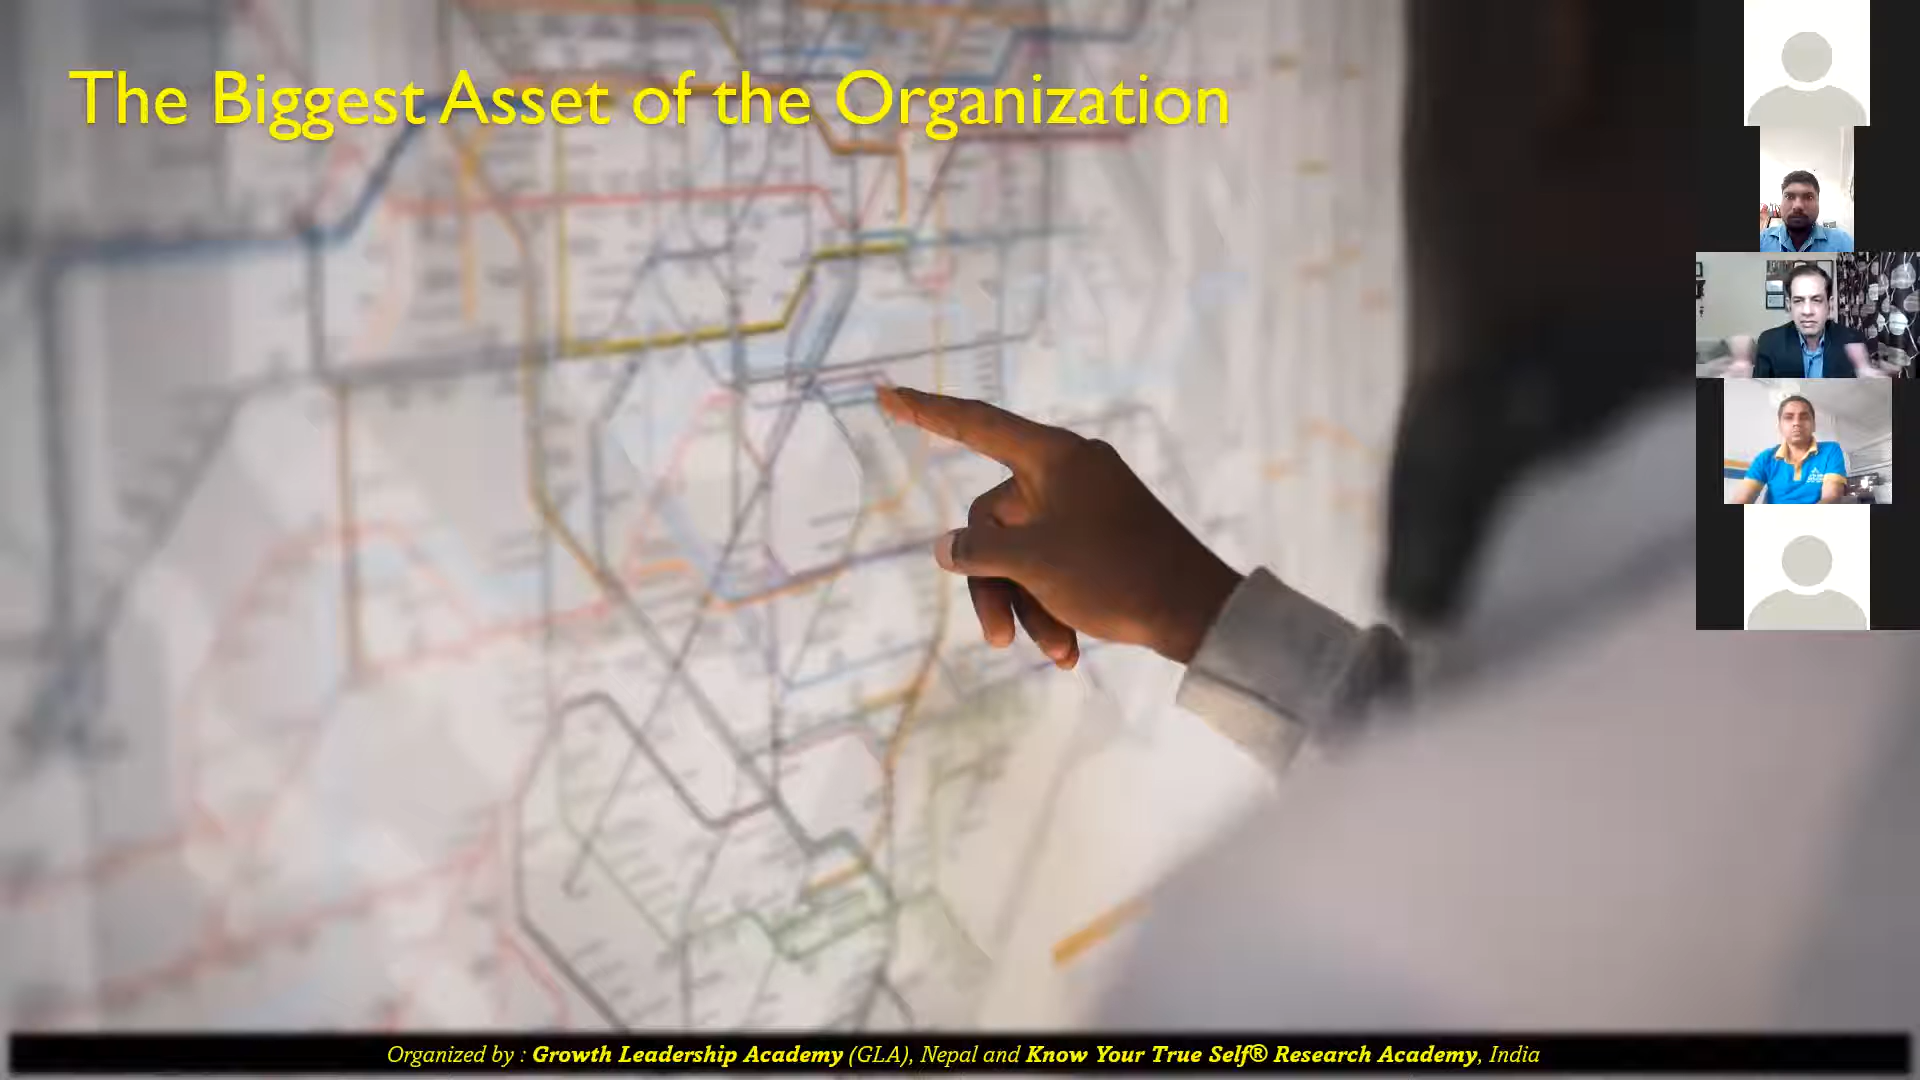 The Biggest Asset of the Organization
Organized by : Growth Leadership Academy (GLA), Nepal and Know Your True Self® Research Academy, India